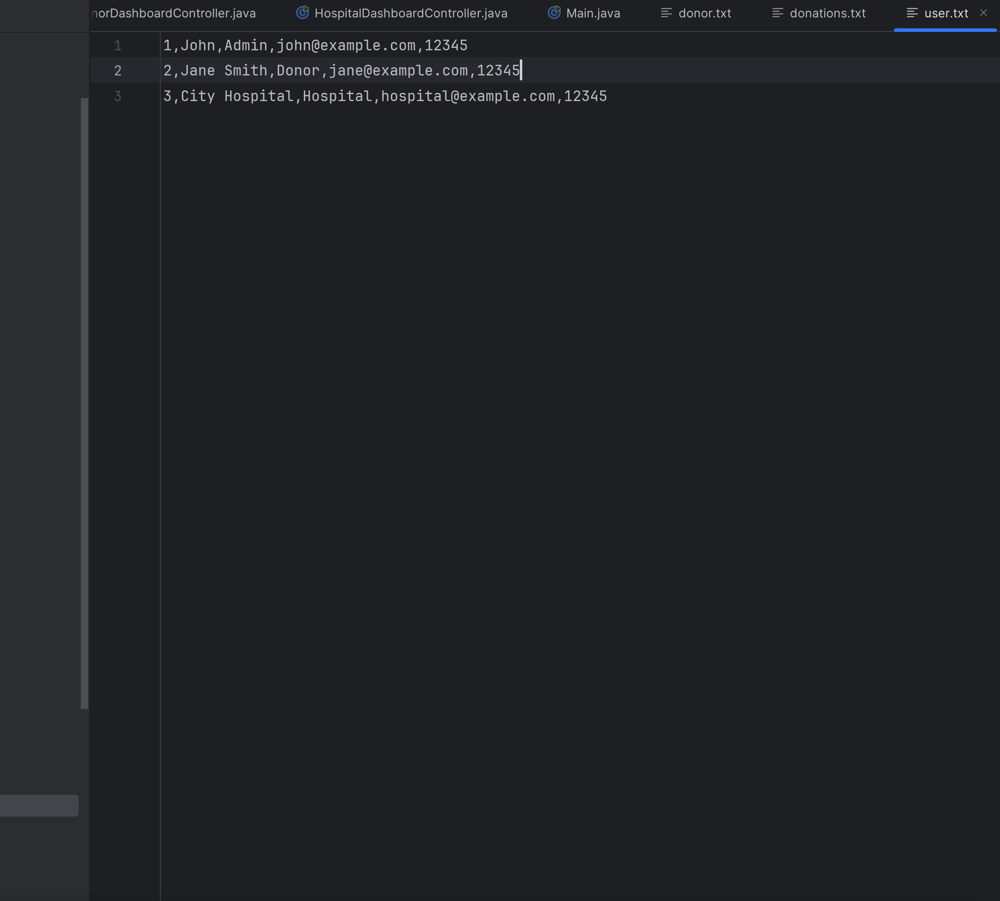 norDashboardController.java HospitalDashboardController.java Main.java donor.txt donations.txt user.txt
1 1,John,Admin,john@example.com,12345
2 2,Jane Smith,Donor,jane@example.com,12345
3 3,City Hospital,Hospital,hospital@example.com,12345